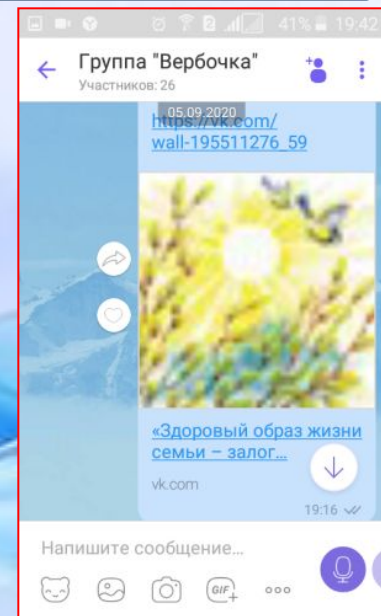 41% 19:42
Группа "Вербочка"
Участников: 26
05.09.2020
https://vk.com/
wall-195511276_59
«Здоровый образ жизни
семьи – залог...
vk.com
19:16
Напишите сообщение...
GIF